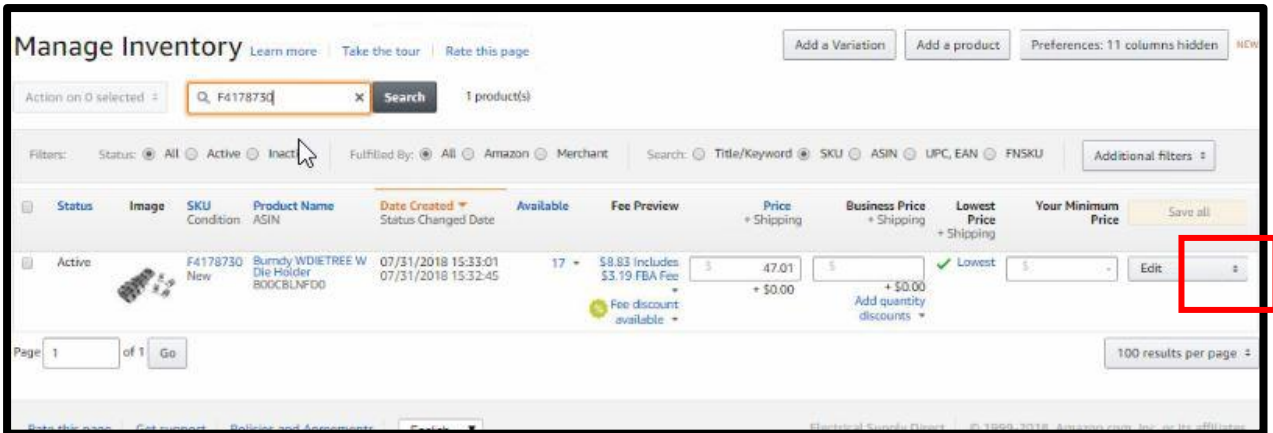 Manage Inventory Learn more Take the tour Rate this page Add a Variation Add a product Preferences: 11 columns hidden NEW
Action on 0 selected F4178730 x Search 1 product(s)
Filters: Status: All Active Inacti Fulfilled By: All Amazon Merchant Search: Title/Keyword SKU ASIN UPC, EAN FNSKU Additional filters
Status Image SKU Product Name Date Created Available Fee Preview Price Business Price Lowest Your Minimum Save all
Condition ASIN Status Changed Date + Shipping + Shipping Price Price
+ Shipping
Active F4178730 Burndy WDIETREE W 07/31/2018 15:33:01 17 $8.83 includes $ 47.01 $ Lowest $ - Edit
New Die Holder 07/31/2018 15:32:45 $3.19 FBA Fee + $0.00
B00CBLNFD0 + $0.00
Fee discount Add quantity
available discounts
Page 1 of 1 Go 100 results per page
Rate this page Get support Policies and Agreements English Electrical Supply Direct © 1999-2018, Amazon.com, Inc. or its affiliates